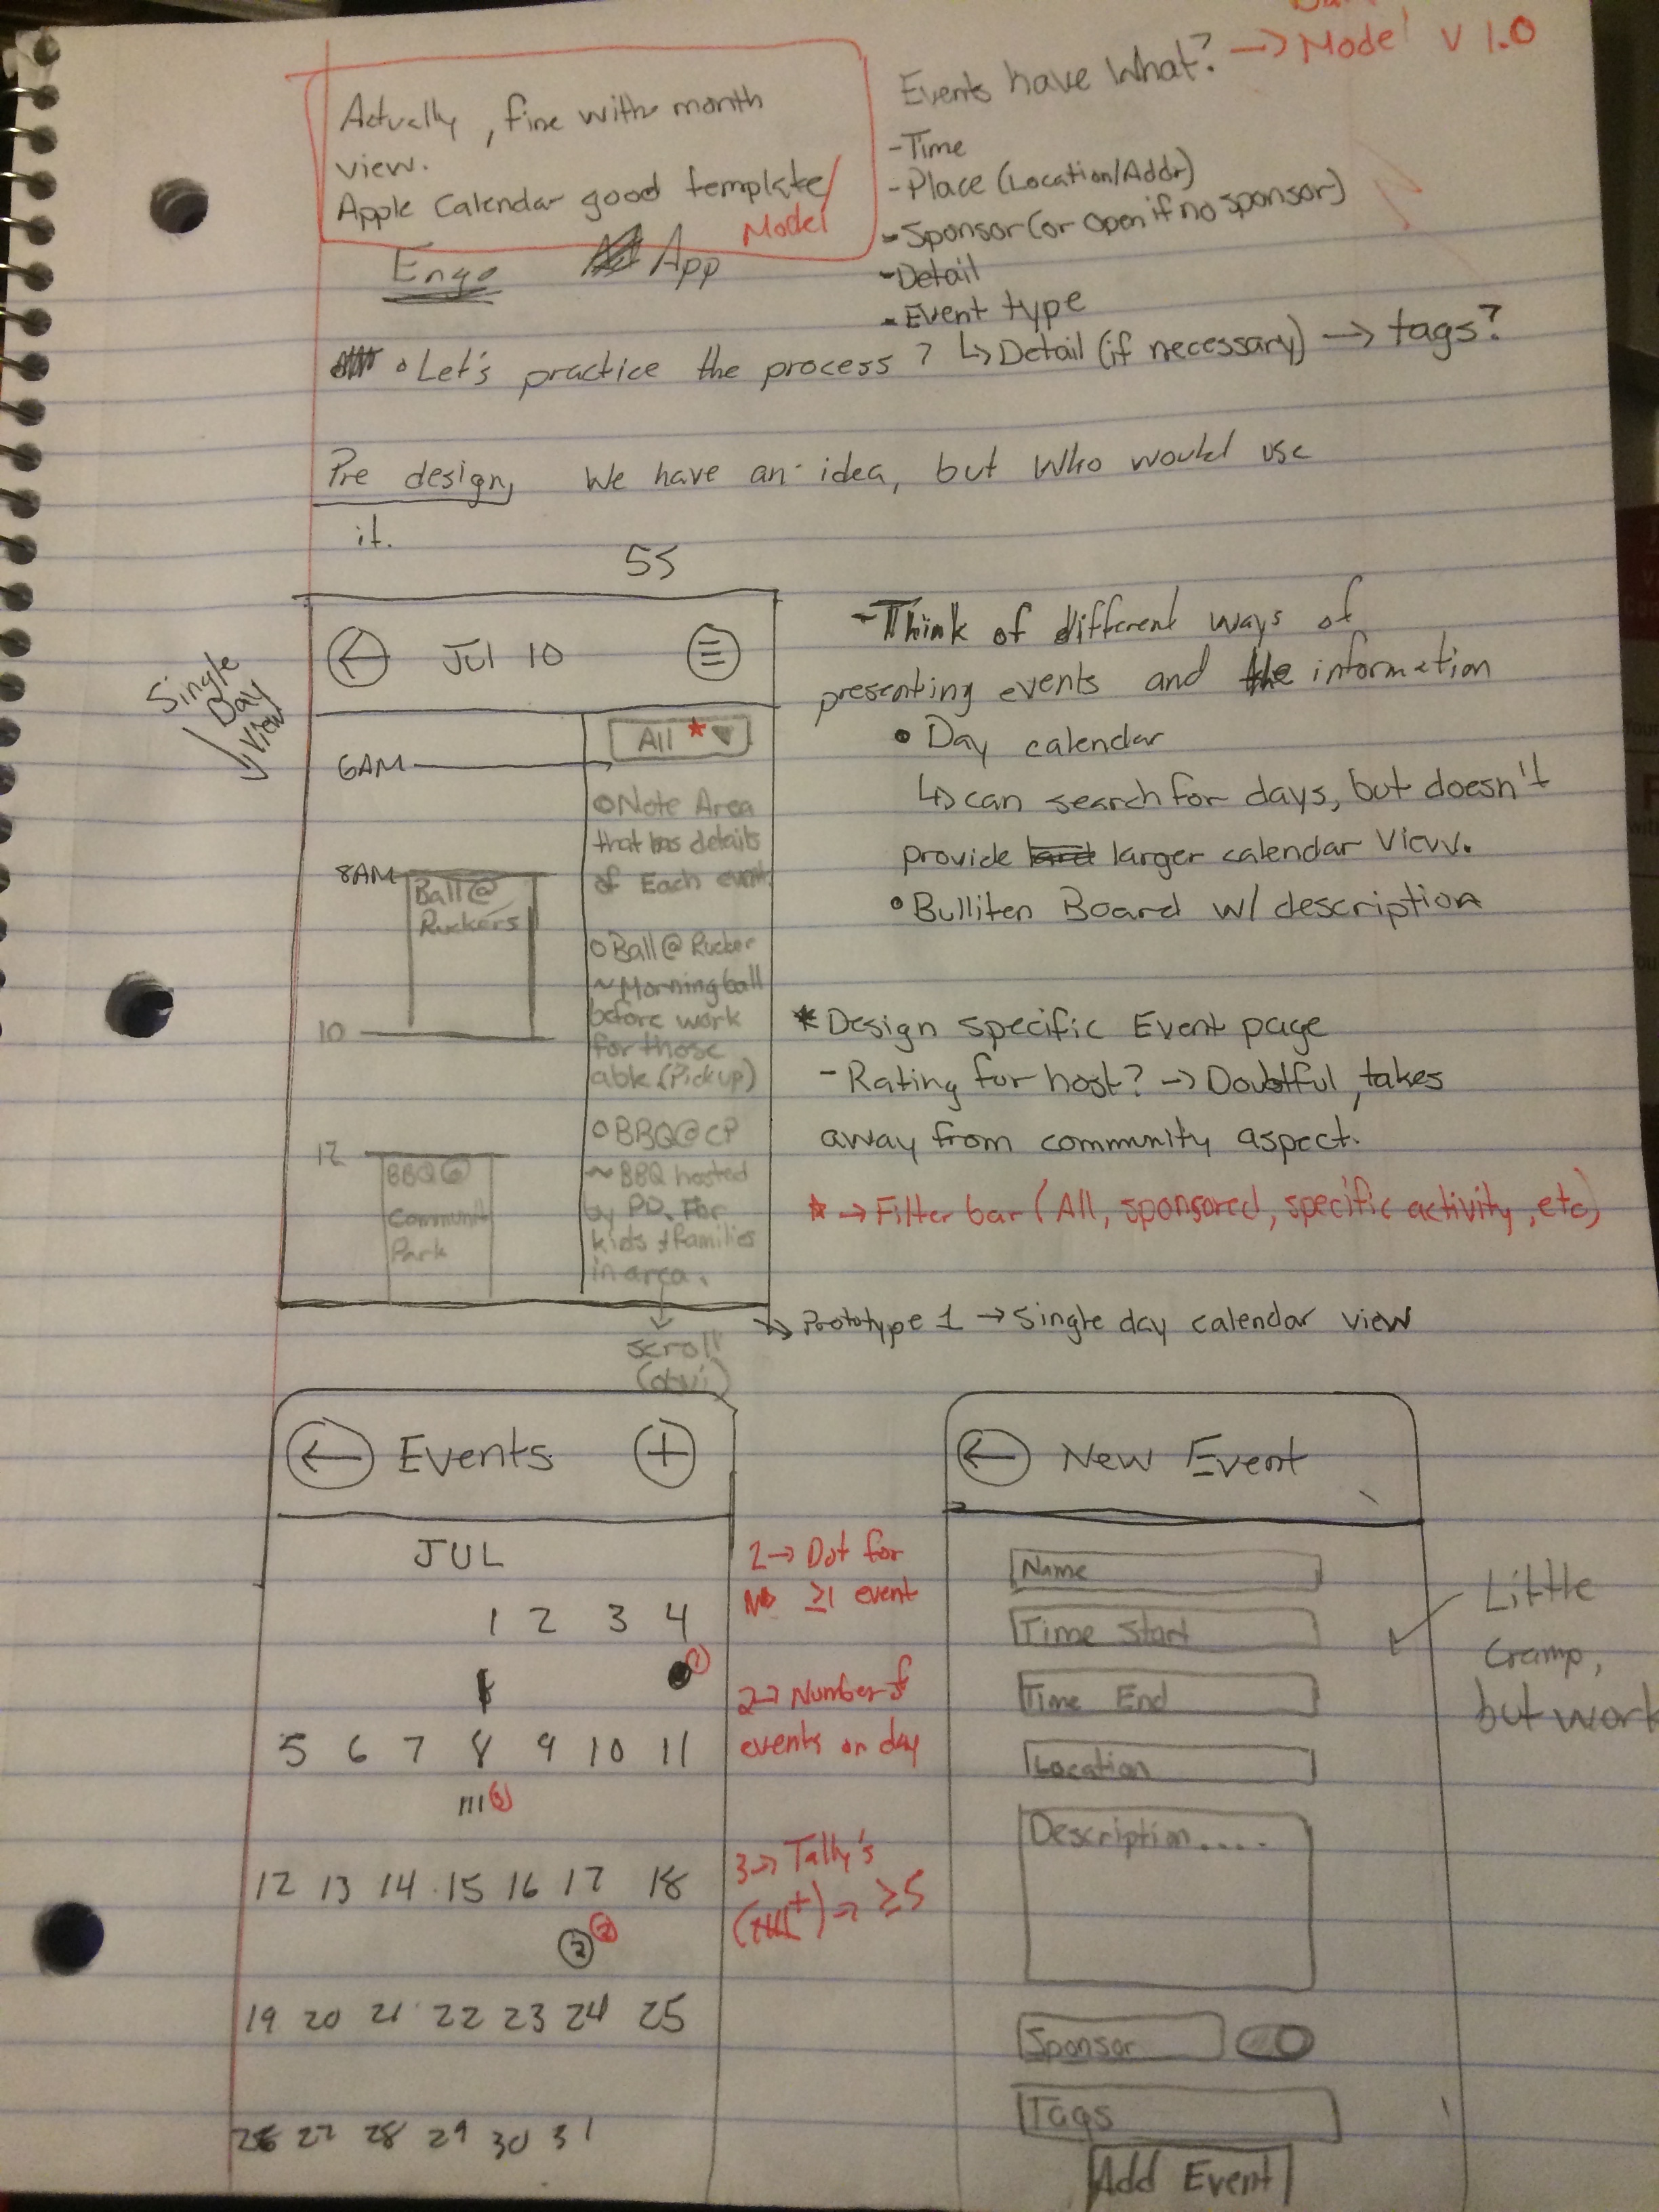 Actually, fine with month
view.
Apple Calendar good template/
Model
Events have What? → Model V 1.0
-Time
-Place (Location/Addr)
-Sponsor (or open if no sponsor)
-Detail
-Event type
↳ Detail (if necessary) → tags?
App
• Let's practice the process?
Pre design, We have an idea, but Who would use
it.
5S
Single
Day
View
← Jul 10
All * ▼
6AM
8AM
10
12
Ball @
Ruckers
BBQ @
Communit
Park
○ Note Area
that has details
of Each event.
○ Ball @ Rucker
~ Morning ball
before work
for those
able (Pickup)
○ BBQ @ CP
~ BBQ hosted
by PD. For
kids + families
in area.
scroll
(obvi)
-Think of different ways of
presenting events and the information
• Day calendar
↳ can search for days, but doesn't
provide larger calendar View.
• Bulliten Board w/ description
* Design specific Event page
- Rating for host? → Doubtful, takes
away from community aspect.
* → Filter bar (All, sponsored, specific activity, etc)
↳ Prototype 1 → Single day calendar view
← Events +
JUL
1 2 3 4
1
5 6 7 8 9 10 11
III 3
12 13 14 15 16 17 18
2 2
19 20 21 22 23 24 25
26 27 28 29 30 31
1 → Dot for
≥1 event
2 → Number of
events on day
3 → Tally's
→ ≥5
← New Event
Name
Time Start
Time End
Location
Description.....
Sponsor
Tags
Add Event
Little
Cramp,
but work